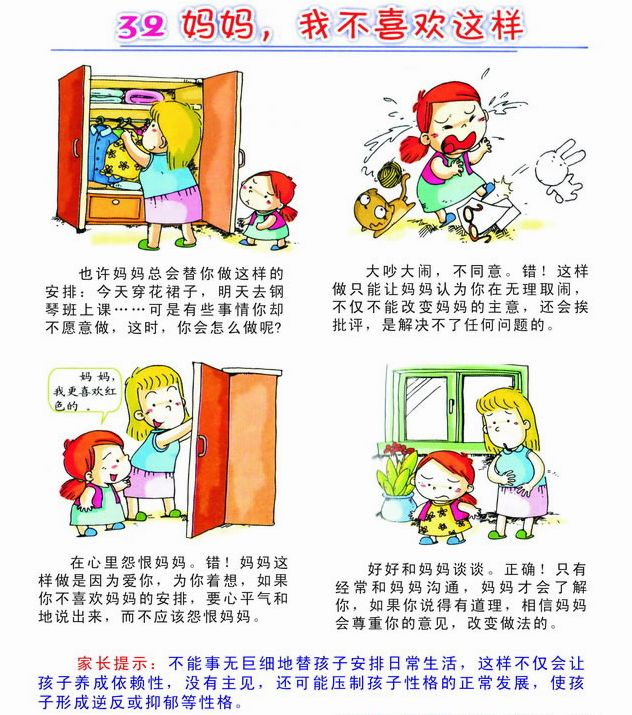 32 妈妈，我不喜欢这样
也许妈妈总会替你做这样的
安排：今天穿花裙子，明天去钢
琴班上课……可是有些事情你却
不愿意做，这时，你会怎么做呢?
大吵大闹，不同意。错！这样
做只能让妈妈认为你在无理取闹，
不仅不能改变妈妈的主意，还会挨
批评，是解决不了任何问题的。
妈妈，
我更喜欢红
色的。
在心里怨恨妈妈。错！妈妈这
样做是因为爱你，为你着想，如果
你不喜欢妈妈的安排，要心平气和
地说出来，而不应该怨恨妈妈。
好好和妈妈谈谈。正确！只有
经常和妈妈沟通，妈妈才会了解
你，如果你说得有道理，相信妈妈
会尊重你的意见，改变做法的。
家长提示：不能事无巨细地替孩子安排日常生活，这样不仅会让
孩子养成依赖性，没有主见，还可能压制孩子性格的正常发展，使孩
子形成逆反或抑郁等性格。